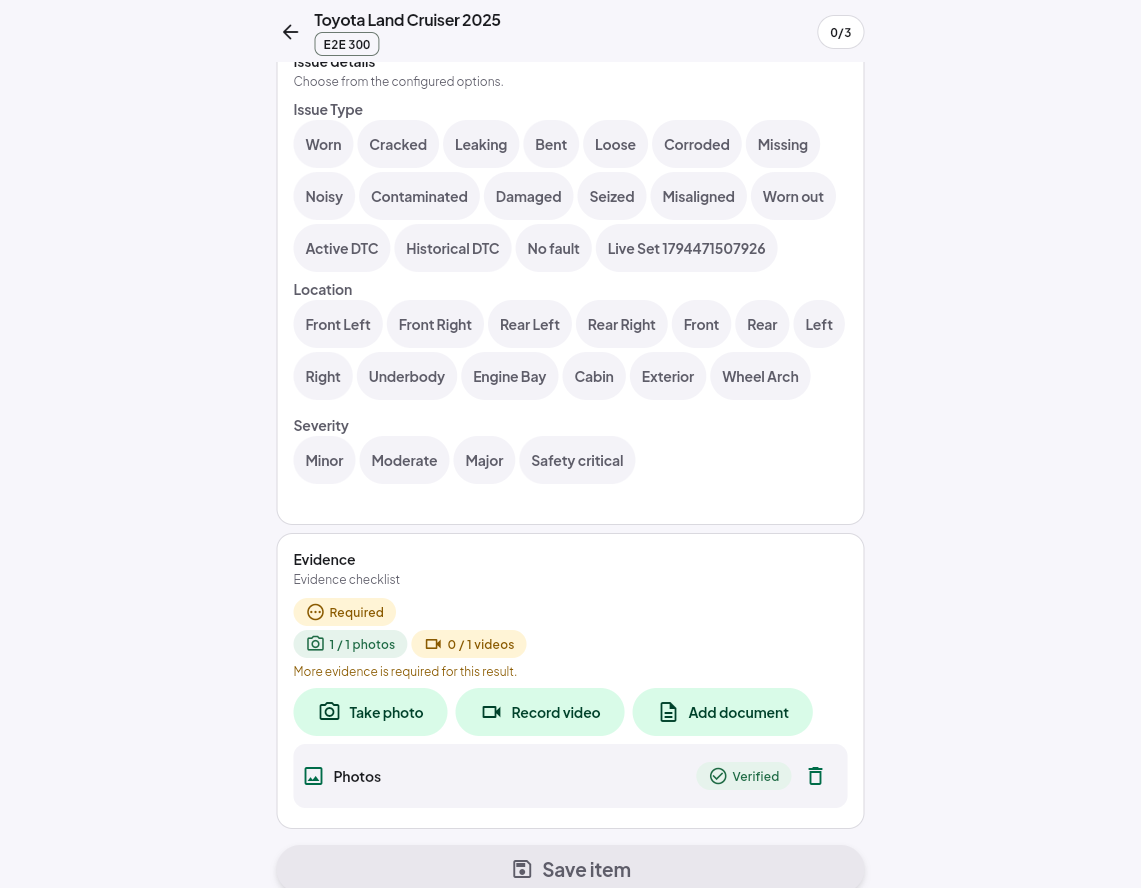 Toyota Land Cruiser 2025
E2E 300
0/3
Issue details
Choose from the configured options.
Issue Type
Worn Cracked Leaking Bent Loose Corroded Missing
Noisy Contaminated Damaged Seized Misaligned Worn out
Active DTC Historical DTC No fault Live Set 1794471507926
Location
Front Left Front Right Rear Left Rear Right Front Rear Left
Right Underbody Engine Bay Cabin Exterior Wheel Arch
Severity
Minor Moderate Major Safety critical
Evidence
Evidence checklist
Required
1 / 1 photos 0 / 1 videos
More evidence is required for this result.
Take photo Record video Add document
Photos Verified
Save item